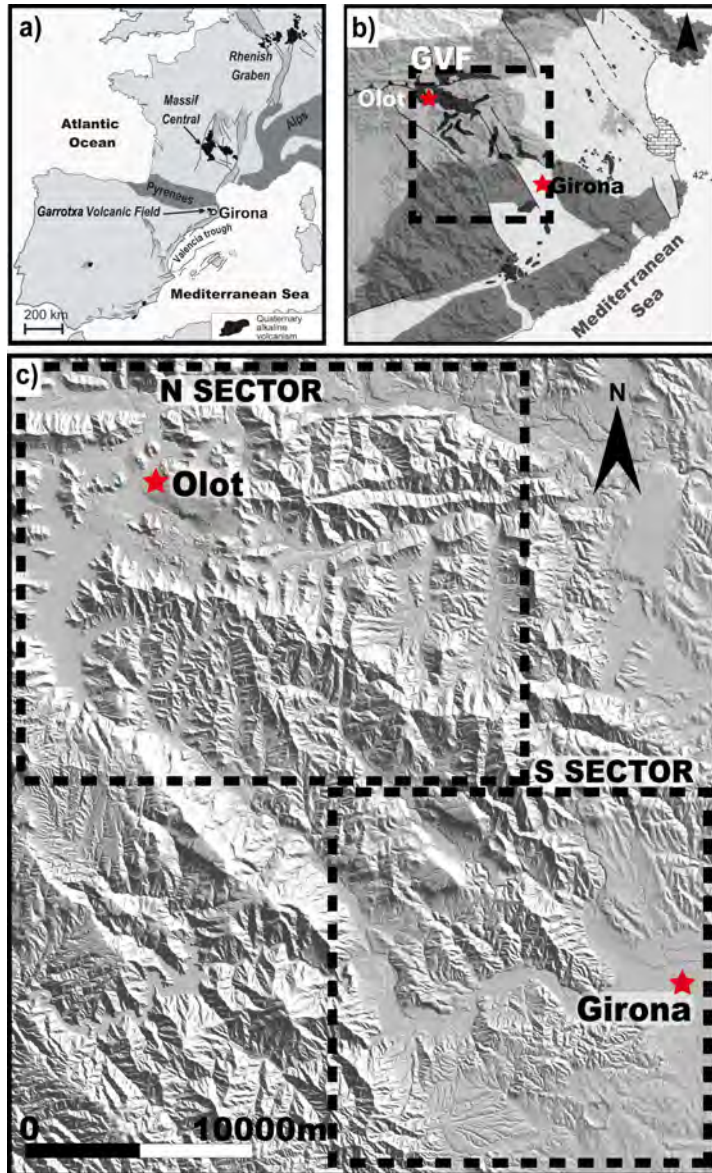 a)
Rhenish
Graben
Massif
Central
Atlantic
Ocean
Alps
Pyrenees
Garrotxa Volcanic Field
Girona
Valencia trough
Mediterranean Sea
200 km
Quaternary
alkaline
volcanism
b)
GVF
Olot
42°
Girona
Mediterranean
Sea
c)
N SECTOR
N
Olot
S SECTOR
Girona
0 10000m